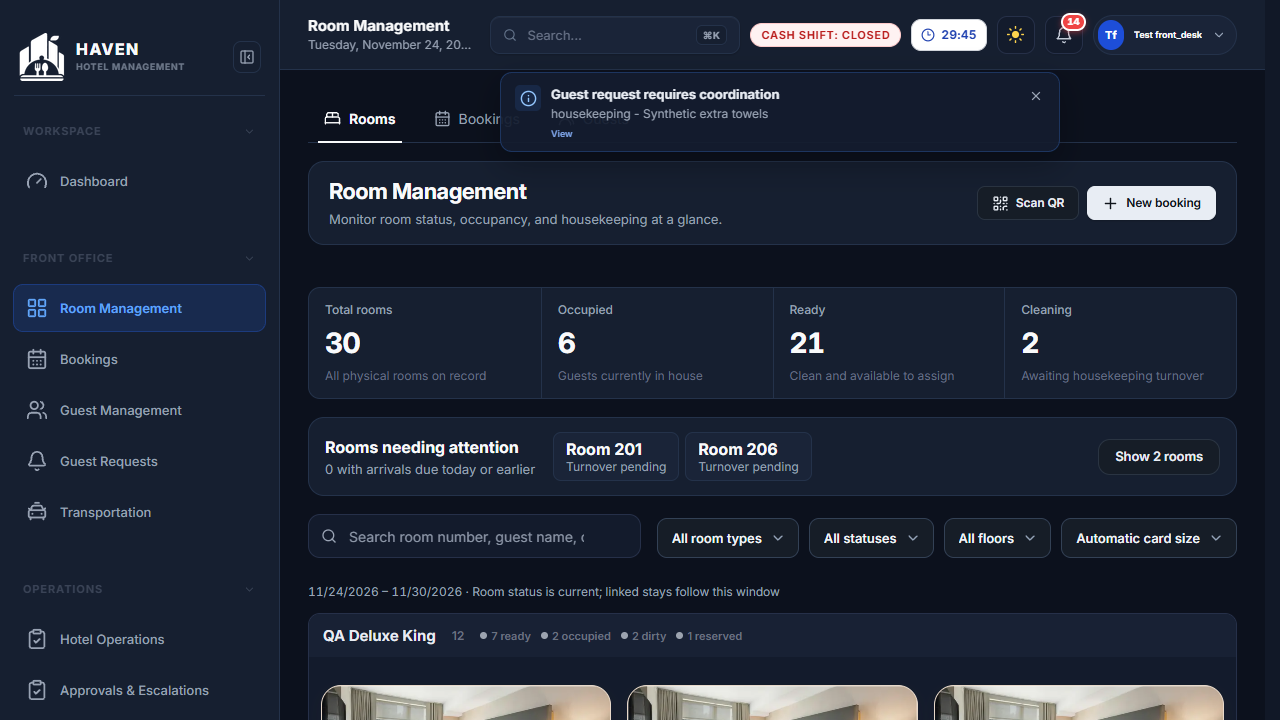 HAVEN
HOTEL MANAGEMENT
WORKSPACE
Dashboard
FRONT OFFICE
Room Management
Bookings
Guest Management
Guest Requests
Transportation
OPERATIONS
Hotel Operations
Approvals & Escalations
Room Management
Tuesday, November 24, 20...
Search...
⌘K
CASH SHIFT: CLOSED
29:45
14
Tf
Test front_desk
Guest request requires coordination
housekeeping - Synthetic extra towels
View
Rooms
Bookings
Room Management
Monitor room status, occupancy, and housekeeping at a glance.
Scan QR
New booking
Total rooms
30
All physical rooms on record
Occupied
6
Guests currently in house
Ready
21
Clean and available to assign
Cleaning
2
Awaiting housekeeping turnover
Rooms needing attention
0 with arrivals due today or earlier
Room 201
Turnover pending
Room 206
Turnover pending
Show 2 rooms
Search room number, guest name, c
All room types
All statuses
All floors
Automatic card size
11/24/2026 – 11/30/2026 · Room status is current; linked stays follow this window
QA Deluxe King
12
7 ready
2 occupied
2 dirty
1 reserved